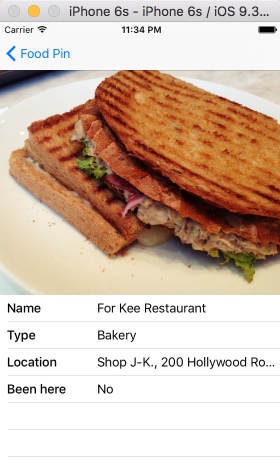 iPhone 6s - iPhone 6s / iOS 9.3...
Carrier 11:34 PM
Food Pin
Name For Kee Restaurant
Type Bakery
Location Shop J-K., 200 Hollywood Ro...
Been here No